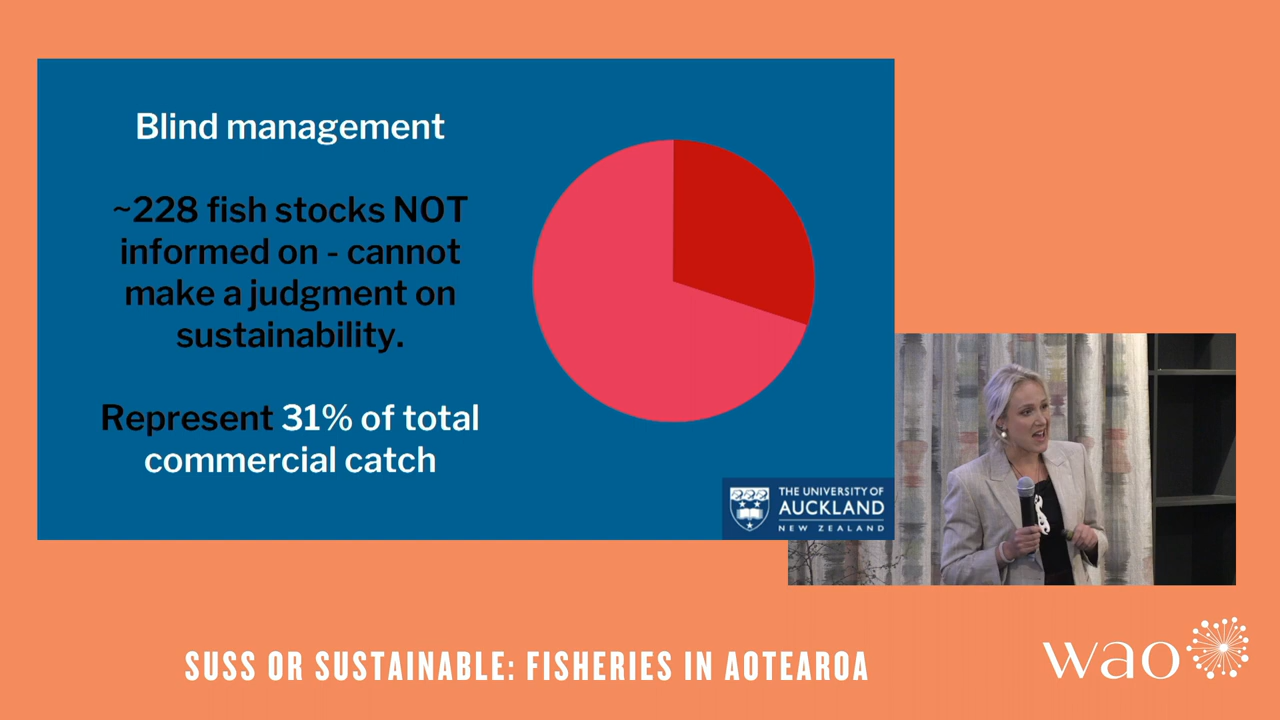 Blind management
~228 fish stocks NOT
informed on - cannot
make a judgment on
sustainability.
Represent 31% of total
commercial catch
THE UNIVERSITY OF
AUCKLAND
NEW ZEALAND
SUSS OR SUSTAINABLE: FISHERIES IN AOTEAROA
wao